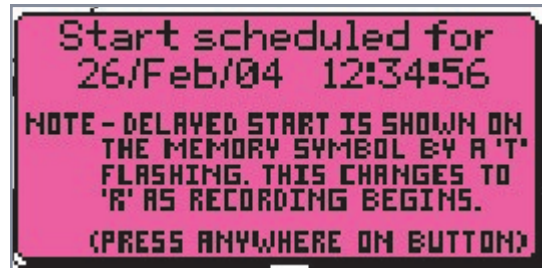 Start scheduled for
26/Feb/04 12:34:56
NOTE - DELAYED START IS SHOWN ON
THE MEMORY SYMBOL BY A 'T'
FLASHING. THIS CHANGES TO
'R' AS RECORDING BEGINS.
(PRESS ANYWHERE ON BUTTON)